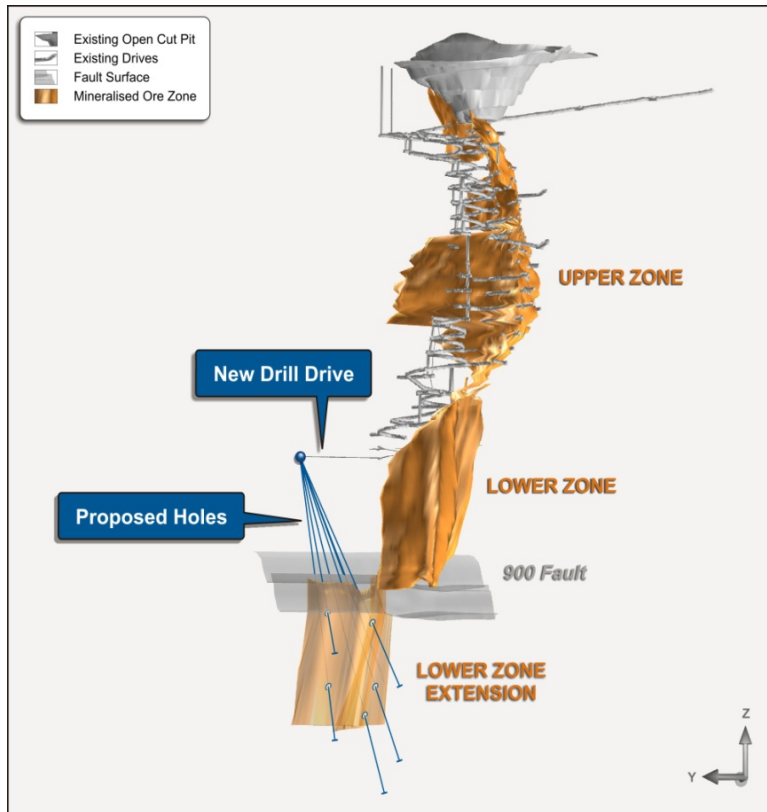 Existing Open Cut Pit
Existing Drives
Fault Surface
Mineralised Ore Zone
UPPER ZONE
New Drill Drive
LOWER ZONE
Proposed Holes
900 Fault
LOWER ZONE
EXTENSION
Z
Y